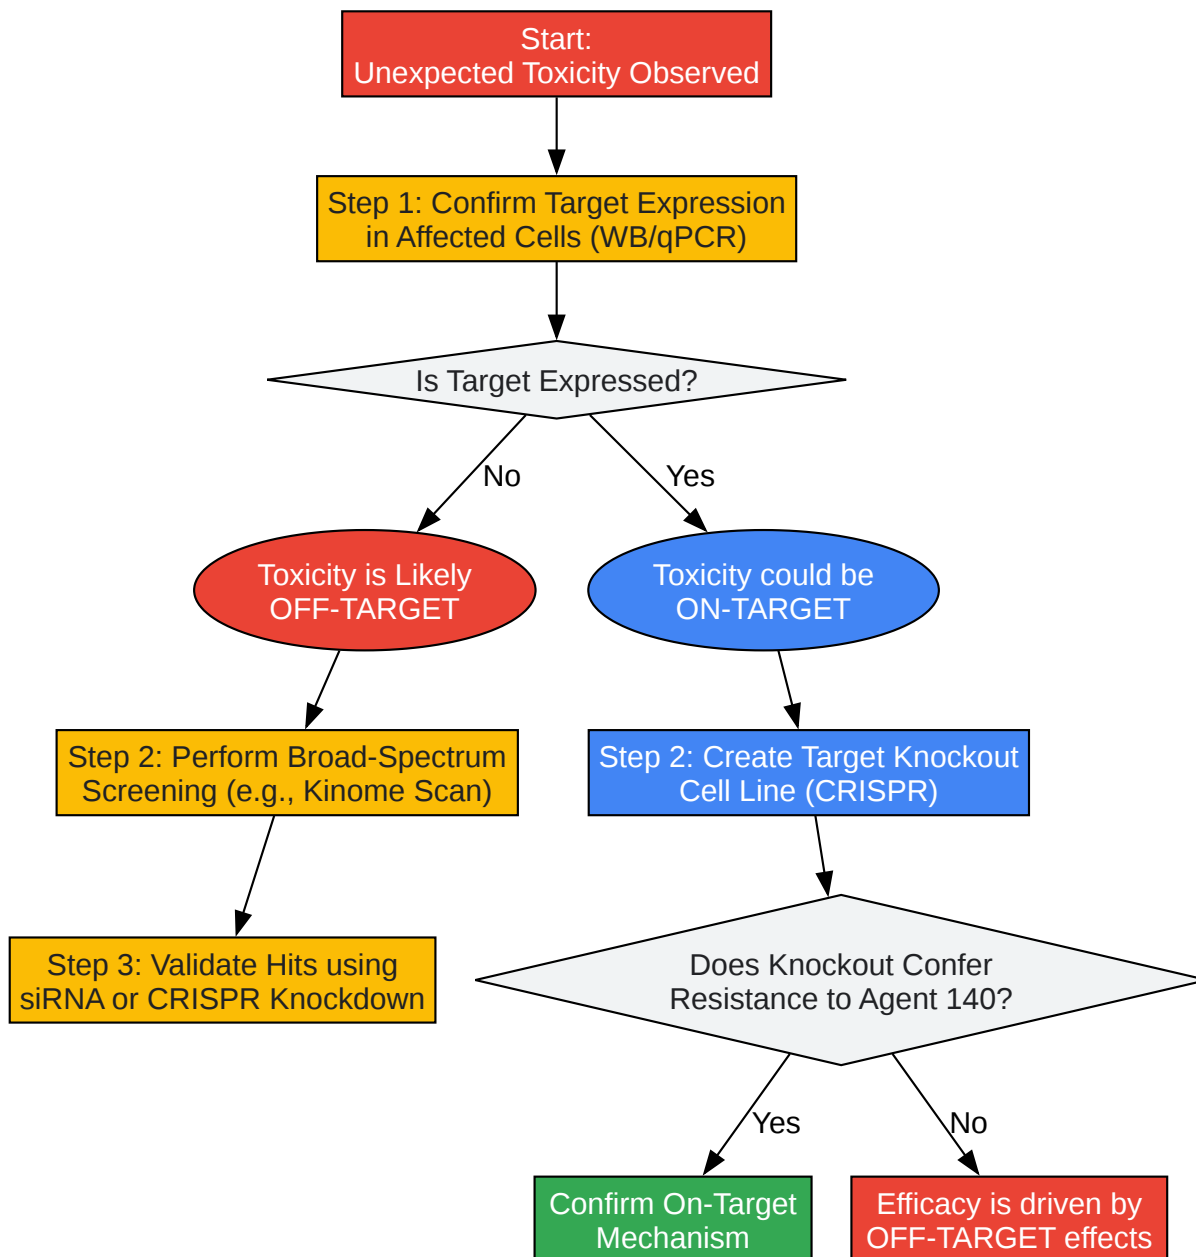 Start:
Unexpected Toxicity Observed
Step 1: Confirm Target Expression
in Affected Cells (WB/qPCR)
Is Target Expressed?
No
Yes
Toxicity is Likely
OFF-TARGET
Toxicity could be
ON-TARGET
Step 2: Perform Broad-Spectrum
Screening (e.g., Kinome Scan)
Step 2: Create Target Knockout
Cell Line (CRISPR)
Step 3: Validate Hits using
siRNA or CRISPR Knockdown
Does Knockout Confer
Resistance to Agent 140?
Yes
No
Confirm On-Target
Mechanism
Efficacy is driven by
OFF-TARGET effects